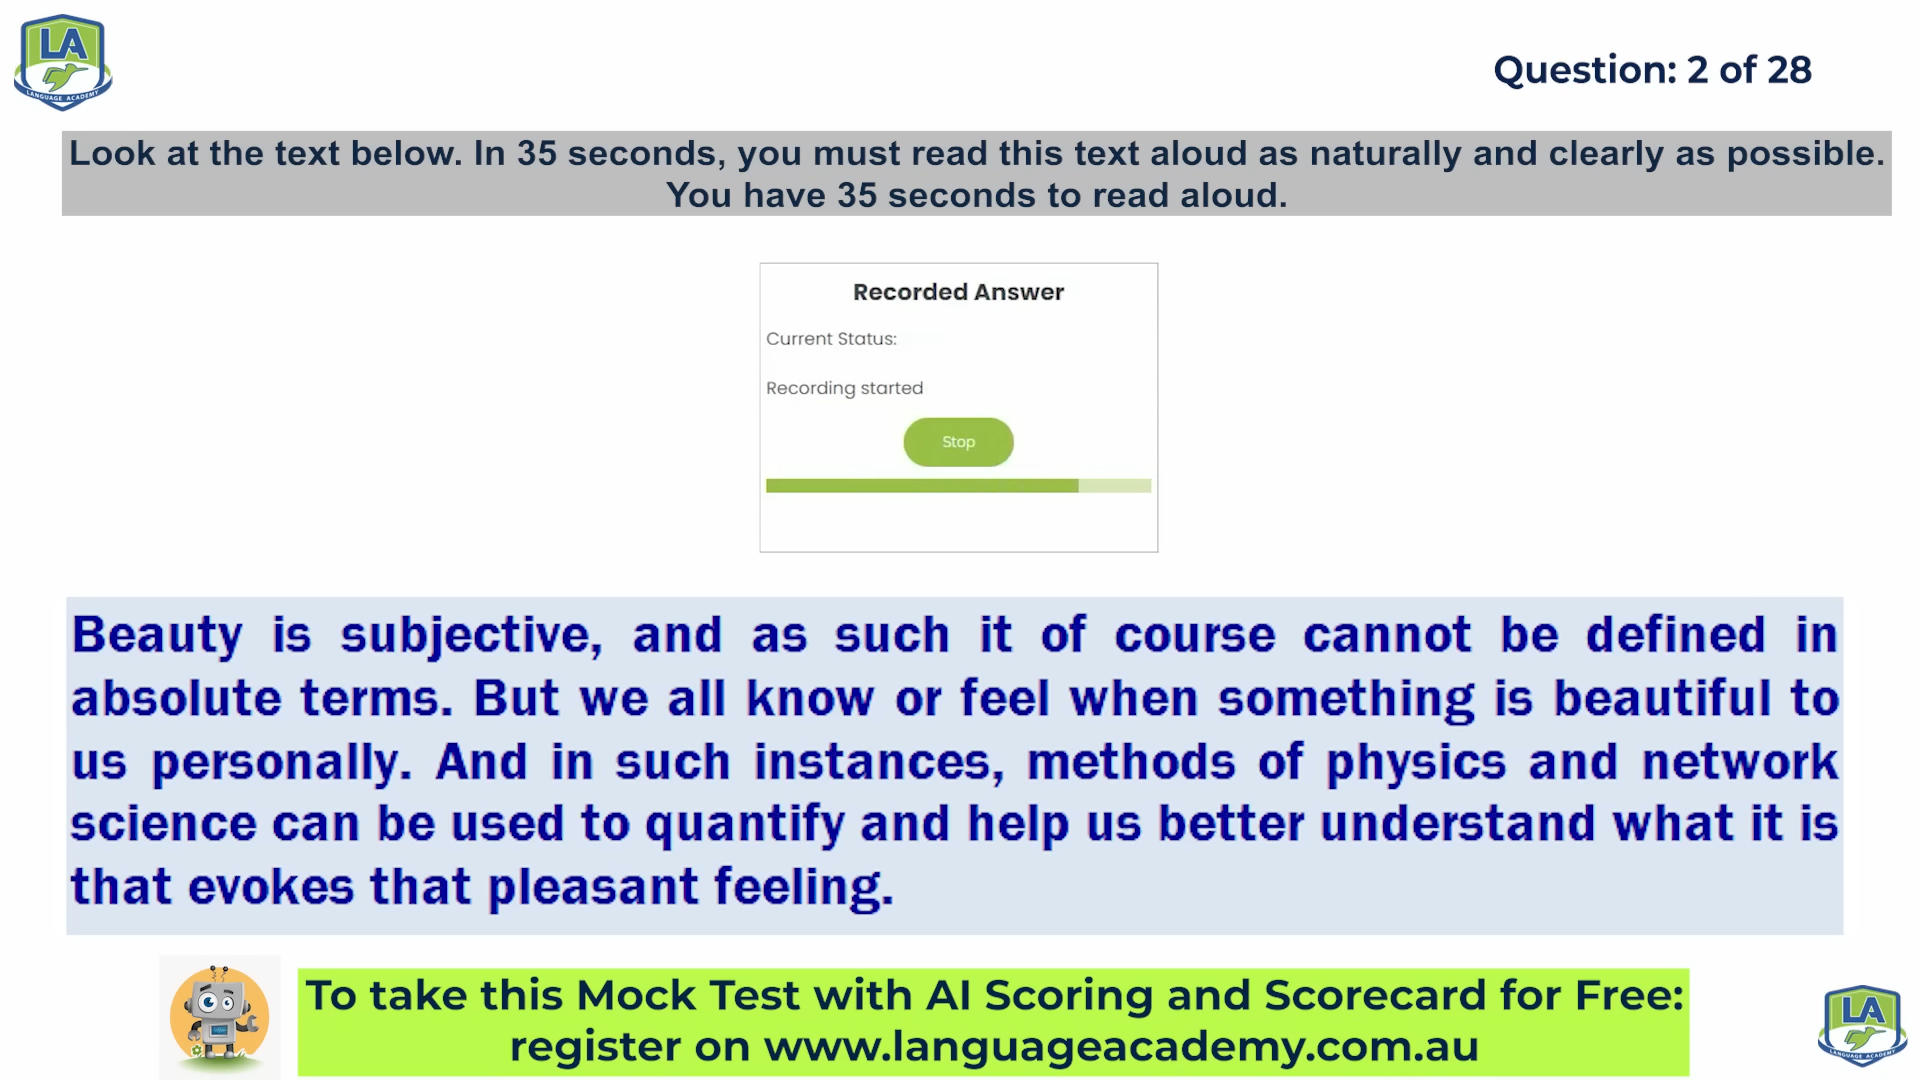 LA
LANGUAGE ACADEMY
Question: 2 of 28
Look at the text below. In 35 seconds, you must read this text aloud as naturally and clearly as possible.
You have 35 seconds to read aloud.
Recorded Answer
Current Status:
Recording started
Stop
Beauty is subjective, and as such it of course cannot be defined in
absolute terms. But we all know or feel when something is beautiful to
us personally. And in such instances, methods of physics and network
science can be used to quantify and help us better understand what it is
that evokes that pleasant feeling.
To take this Mock Test with AI Scoring and Scorecard for Free:
register on www.languageacademy.com.au
LA
LANGUAGE ACADEMY